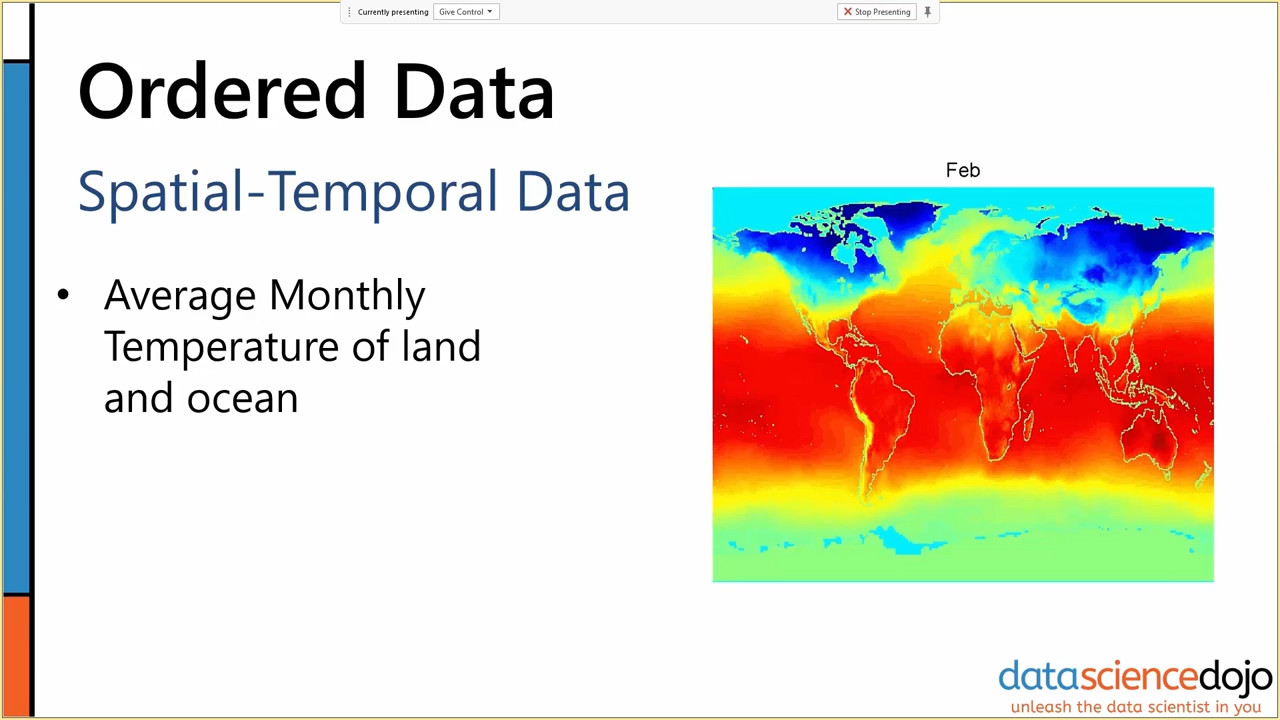 Currently presenting
Give Control
Stop Presenting
Ordered Data
Spatial-Temporal Data
• Average Monthly
Temperature of land
and ocean
Feb
datasciencedojo
unleash the data scientist in you